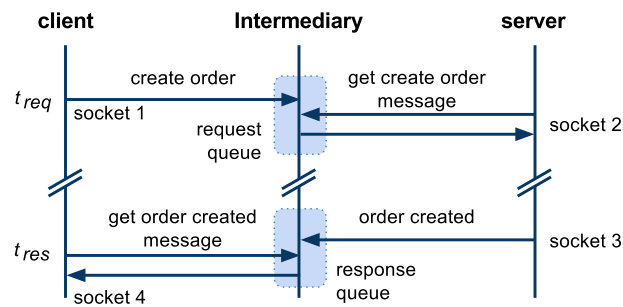 client
Intermediary
server
create order
get create order
message
t req
socket 1
request
queue
socket 2
get order created
message
order created
t res
socket 3
response
queue
socket 4